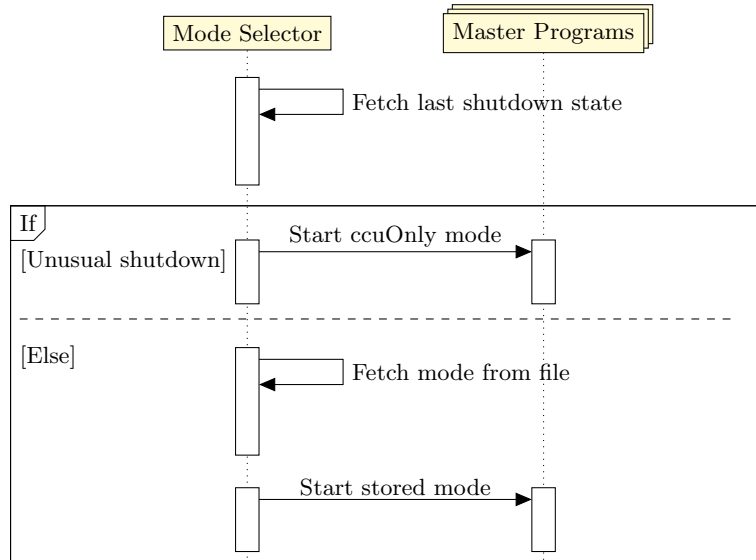 Mode Selector
Master Programs
Fetch last shutdown state
If
Start ccuOnly mode
[Unusual shutdown]
[Else]
Fetch mode from file
Start stored mode